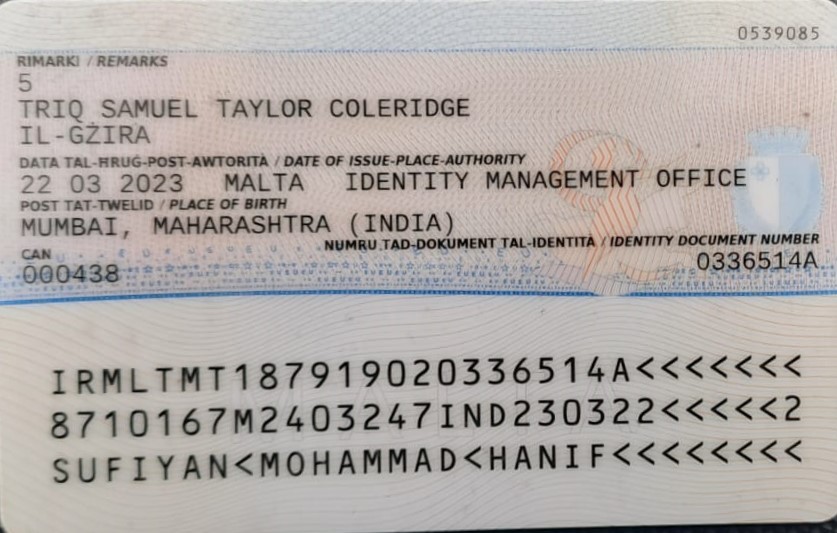 0539085
RIMARKI / REMARKS
5
TRIQ SAMUEL TAYLOR COLERIDGE
IL-GŻIRA
DATA TAL-ĦRUĠ-POST-AWTORITÀ / DATE OF ISSUE-PLACE-AUTHORITY
22 03 2023 MALTA IDENTITY MANAGEMENT OFFICE
POST TAT-TWELID / PLACE OF BIRTH
MUMBAI, MAHARASHTRA (INDIA)
NUMRU TAD-DOKUMENT TAL-IDENTITÀ / IDENTITY DOCUMENT NUMBER
CAN
0336514A
000438
IRMLTMT187919020336514A<<<<<<<
8710167M2403247IND230322<<<<<2
SUFIYAN<MOHAMMAD<HANIF<<<<<<<<